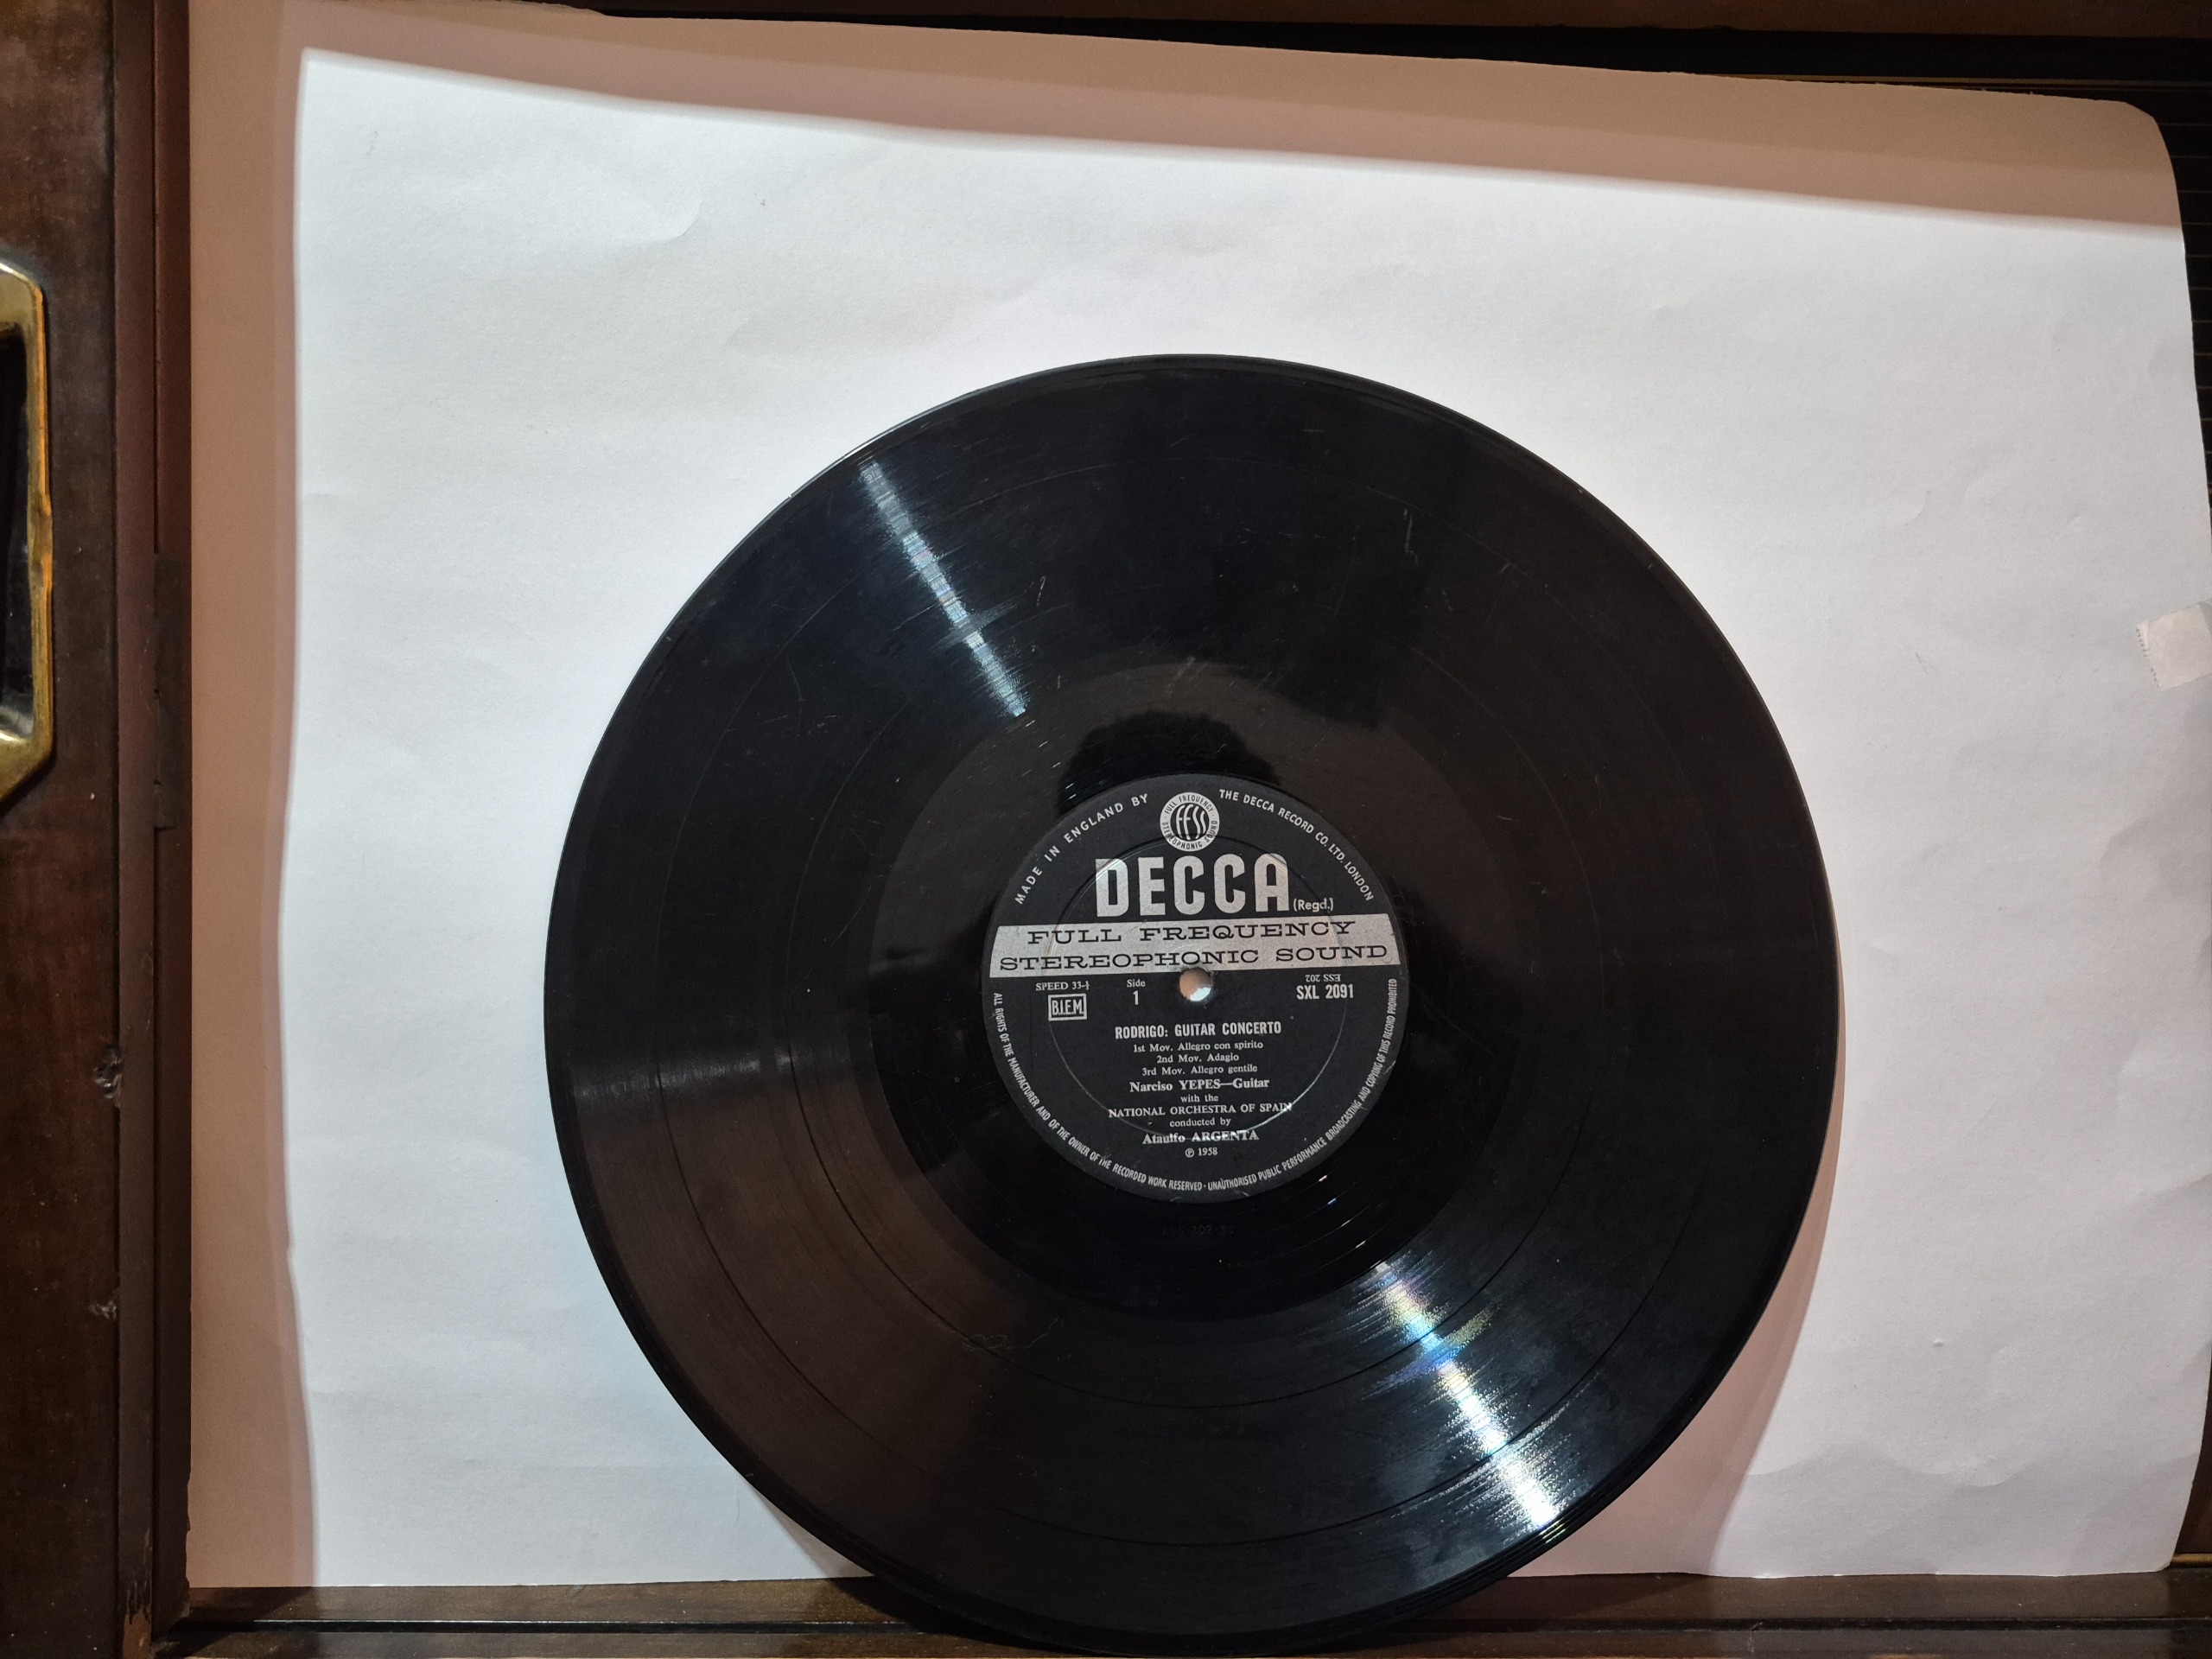 MADE IN ENGLAND BY
THE DECCA RECORD CO. LTD. LONDON
FULL FREQUENCY
FFSS
STEREOPHONIC SOUND
DECCA (Regd.)
FULL FREQUENCY
STEREOPHONIC SOUND
SPEED 33⅓
Side
1
ESS 202
SXL 2091
B.I.E.M.
RODRIGO: GUITAR CONCERTO
1st Mov. Allegro con spirito
2nd Mov. Adagio
3rd Mov. Allegro gentile
Narciso YEPES—Guitar
with the
NATIONAL ORCHESTRA OF SPAIN
conducted by
Ataulfo ARGENTA
℗ 1958
ALL RIGHTS OF THE MANUFACTURER AND OF THE OWNER OF THE RECORDED WORK RESERVED · UNAUTHORISED PUBLIC PERFORMANCE BROADCASTING AND COPYING OF THIS RECORD PROHIBITED